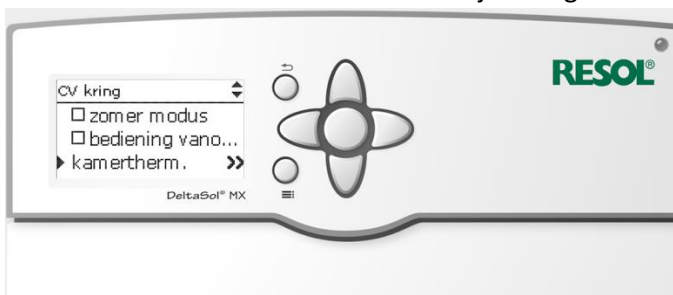 CV kring
zomer modus
bediening vano...
kamertherm. >>
DeltaSol® MX
RESOL®